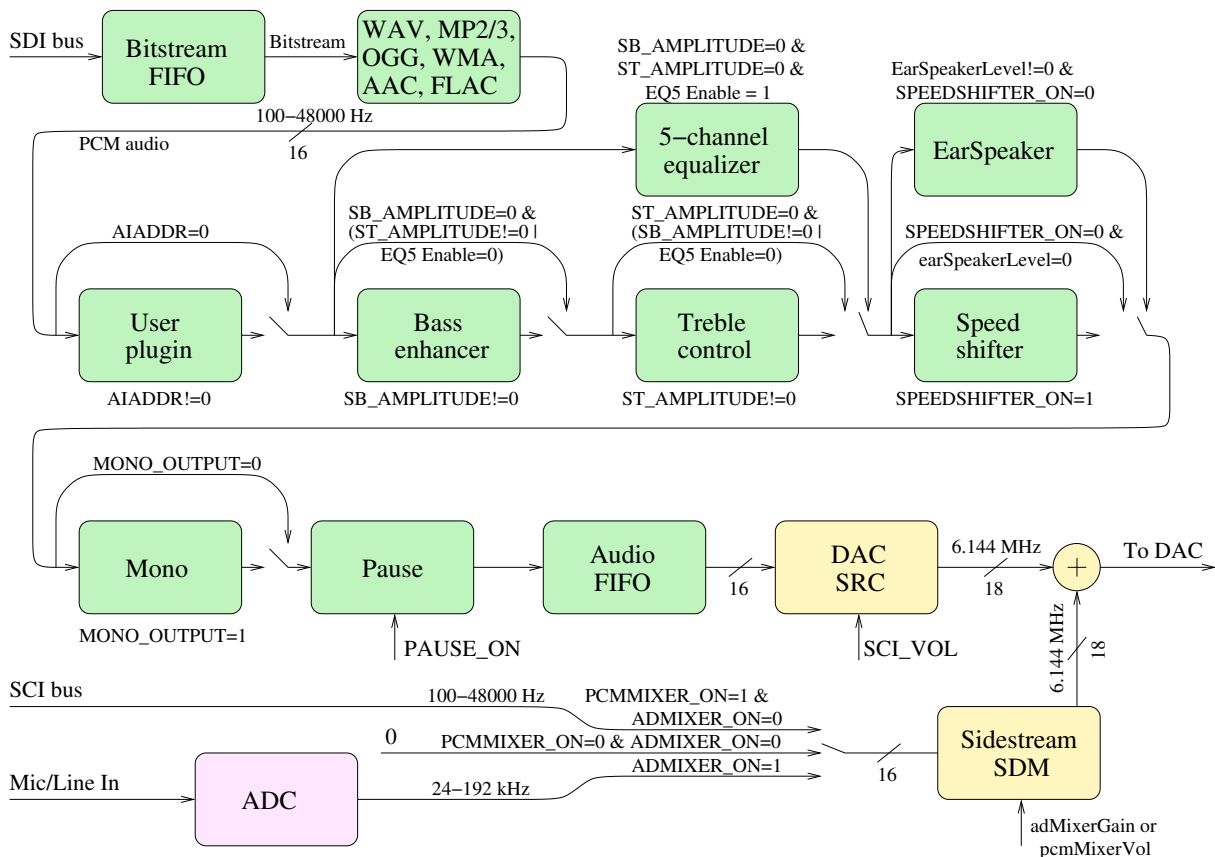 SDI bus
Bitstream
FIFO
Bitstream
WAV, MP2/3,
OGG, WMA,
AAC, FLAC
SB_AMPLITUDE=0 &
ST_AMPLITUDE=0 &
EQ5 Enable = 1
EarSpeakerLevel!=0 &
SPEEDSHIFTER_ON=0
100−48000 Hz
16
PCM audio
5−channel
equalizer
EarSpeaker
AIADDR=0
SB_AMPLITUDE=0 &
(ST_AMPLITUDE!=0 |
EQ5 Enable=0)
ST_AMPLITUDE=0 &
(SB_AMPLITUDE!=0 |
EQ5 Enable=0)
SPEEDSHIFTER_ON=0 &
earSpeakerLevel=0
User
plugin
Bass
enhancer
Treble
control
Speed
shifter
AIADDR!=0
SB_AMPLITUDE!=0
ST_AMPLITUDE!=0
SPEEDSHIFTER_ON=1
MONO_OUTPUT=0
Mono
Pause
Audio
FIFO
16
DAC
SRC
6.144 MHz
18
+
To DAC
MONO_OUTPUT=1
PAUSE_ON
SCI_VOL
6.144 MHz
18
SCI bus
100−48000 Hz
PCMMIXER_ON=1 &
ADMIXER_ON=0
0
PCMMIXER_ON=0 & ADMIXER_ON=0
ADMIXER_ON=1
16
Sidestream
SDM
Mic/Line In
ADC
24−192 kHz
adMixerGain or
pcmMixerVol